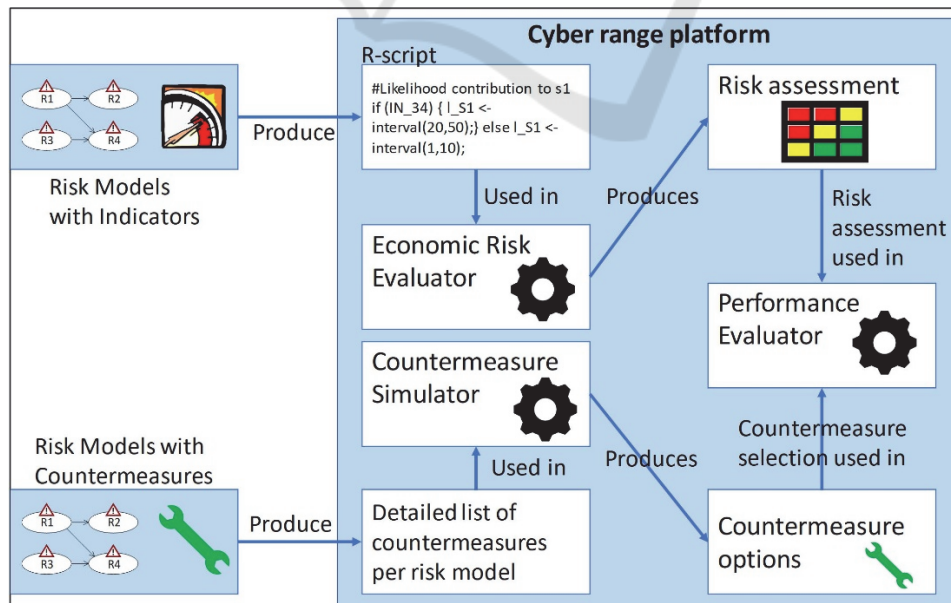 Cyber range platform
R-script
#Likelihood contribution to s1
if (IN_34) { l_S1 <-
interval(20,50);} else l_S1 <-
interval(1,10);
R1
R2
R3
R4
Produce
Risk Models
with Indicators
Used in
Economic Risk
Evaluator
Produces
Risk assessment
Risk
assessment
used in
Performance
Evaluator
Countermeasure
Simulator
Risk Models with
Countermeasures
R1
R2
R3
R4
Produce
Used in
Detailed list of
countermeasures
per risk model
Produces
Countermeasure
selection used in
Countermeasure
options